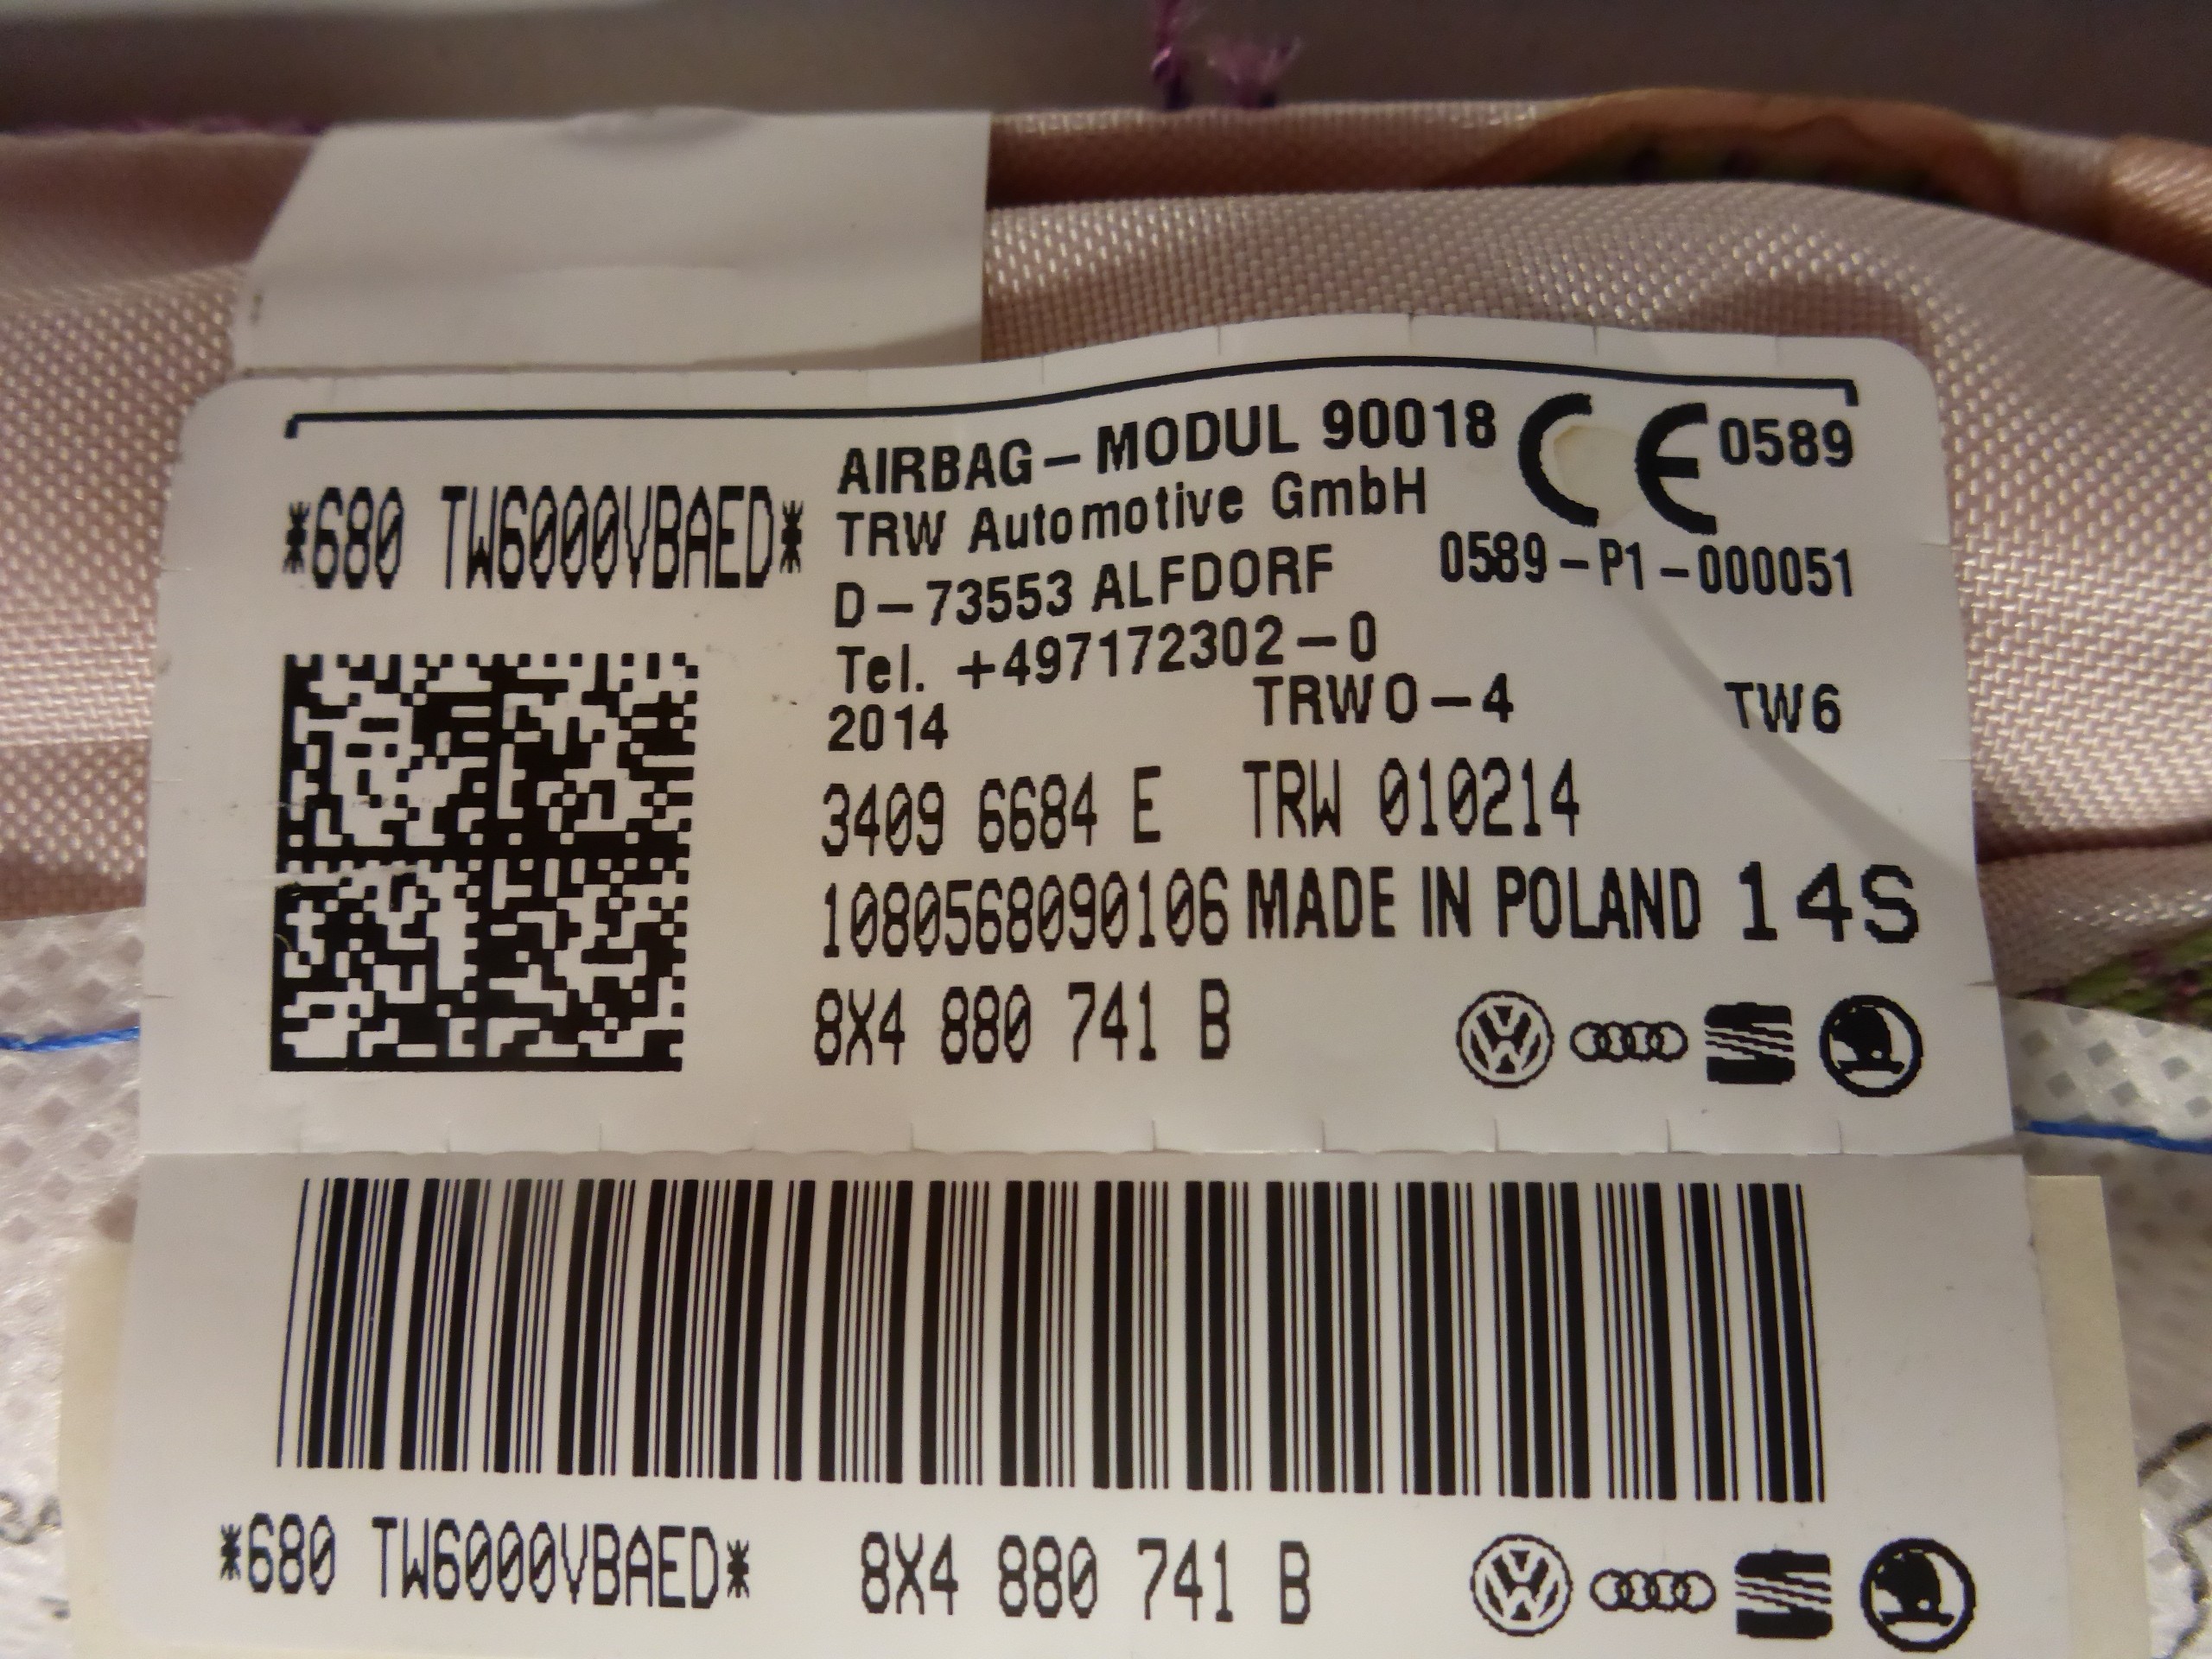 AIRBAG-MODUL 90018 CE 0589
*680 TW6000VBAED* TRW Automotive GmbH
D-73553 ALFDORF 0589-P1-000051
Tel. +497172302-0
2014 TRWO-4 TW6
3409 6684 E TRW 010214
1080568090106 MADE IN POLAND 14S
8X4 880 741 B
*680 TW6000VBAED* 8X4 880 741 B